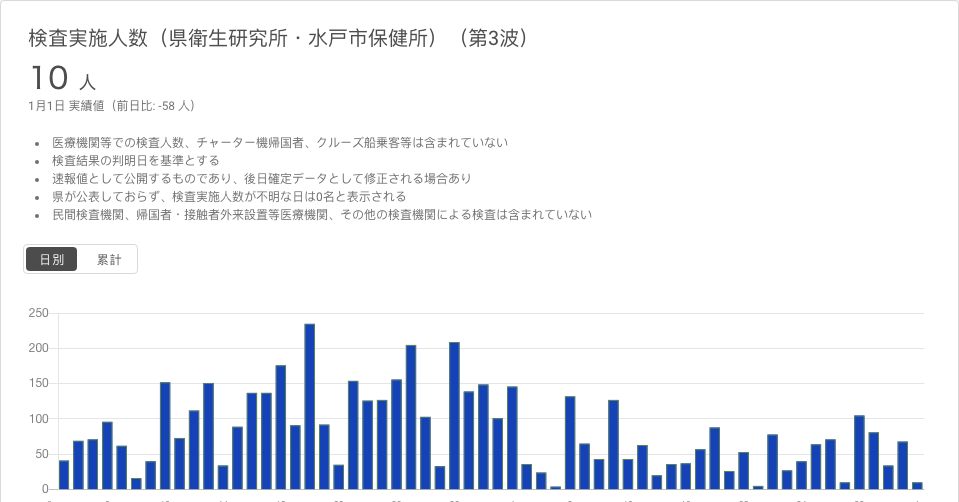 検査実施人数（県衛生研究所・水戸市保健所）（第3波）
10 人
1月1日 実績値（前日比: -58 人）
医療機関等での検査人数、チャーター機帰国者、クルーズ船乗客等は含まれていない
検査結果の判明日を基準とする
速報値として公開するものであり、後日確定データとして修正される場合あり
県が公表しておらず、検査実施人数が不明な日は0名と表示される
民間検査機関、帰国者・接触者外来設置等医療機関、その他の検査機関による検査は含まれていない
日別 累計
250
200
150
100
50
0